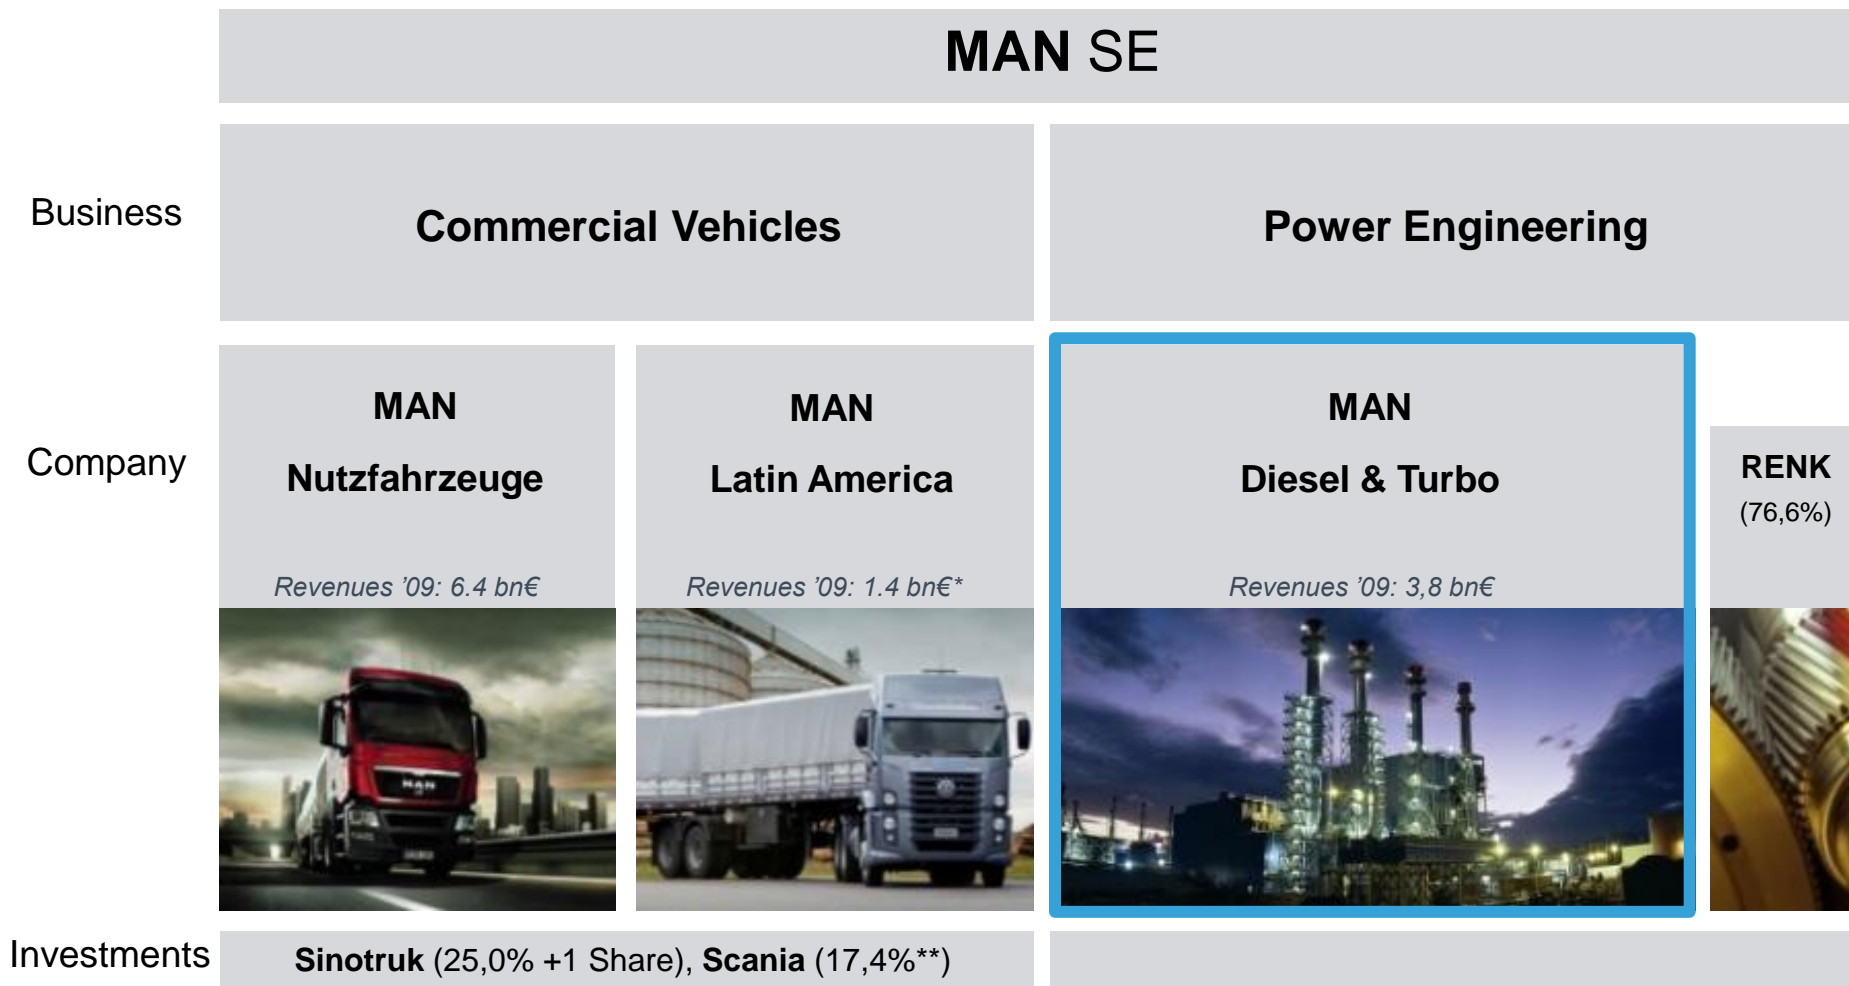 MAN SE
Business
Commercial Vehicles
Power Engineering
Company
MAN
Nutzfahrzeuge
Revenues ’09: 6.4 bn€
MAN
Latin America
Revenues ’09: 1.4 bn€*
MAN
Diesel & Turbo
Revenues ’09: 3,8 bn€
RENK
(76,6%)
MAN
Investments
Sinotruk (25,0% +1 Share), Scania (17,4%**)